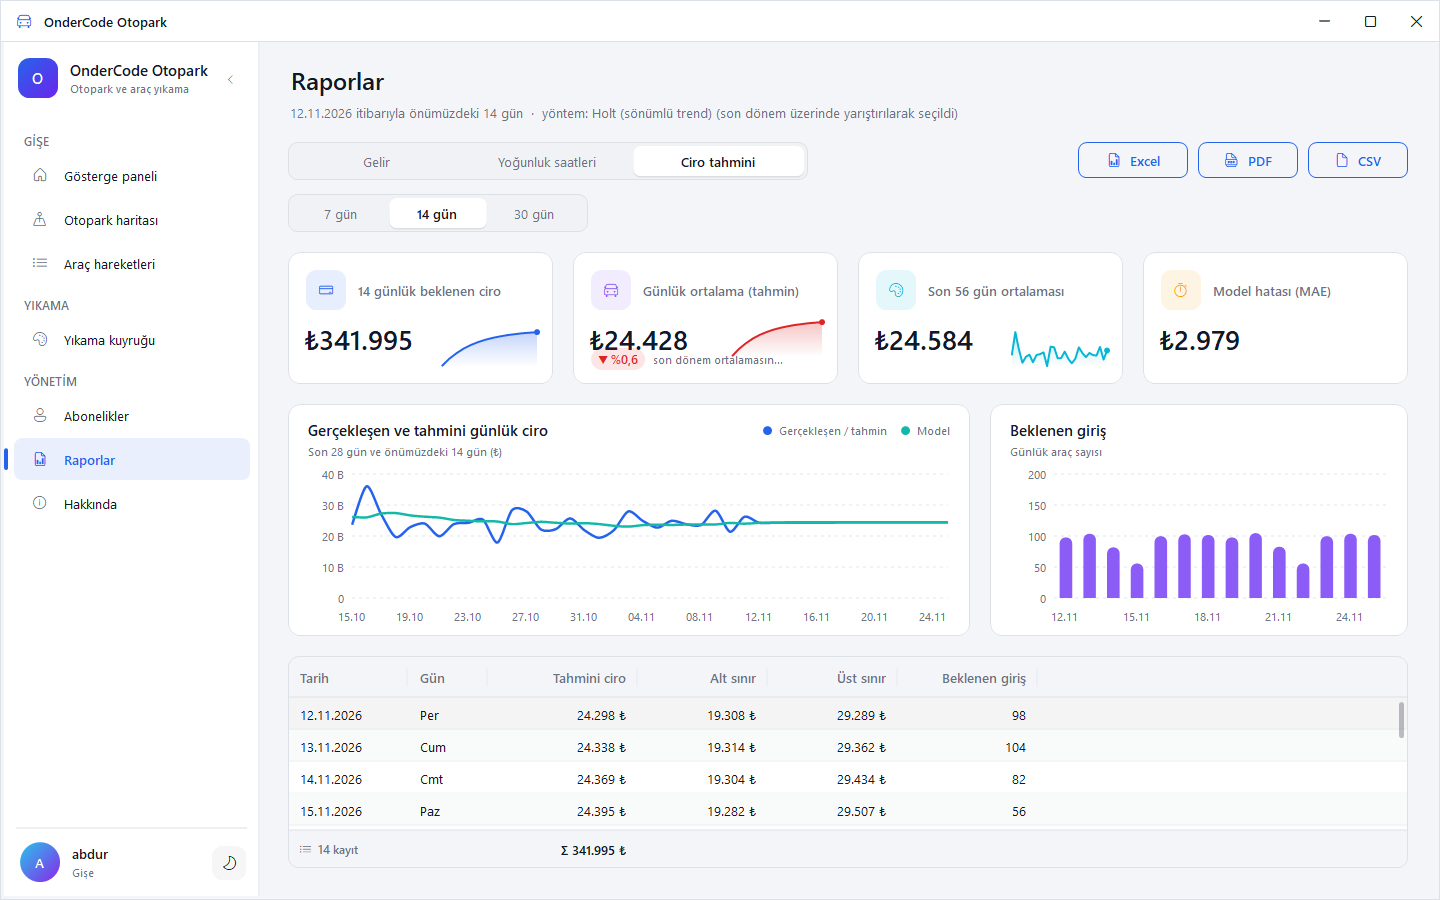 OnderCode Otopark
O
OnderCode Otopark
Otopark ve araç yıkama
GİŞE
Gösterge paneli
Otopark haritası
Araç hareketleri
YIKAMA
Yıkama kuyruğu
YÖNETİM
Abonelikler
Raporlar
Hakkında
A
abdur
Gişe
Raporlar
12.11.2026 itibarıyla önümüzdeki 14 gün · yöntem: Holt (sönümlü trend) (son dönem üzerinde yarıştırılarak seçildi)
Gelir Yoğunluk saatleri Ciro tahmini
Excel PDF CSV
7 gün 14 gün 30 gün
14 günlük beklenen ciro
₺341.995
Günlük ortalama (tahmin)
₺24.428
▼ %0,6 son dönem ortalamasın...
Son 56 gün ortalaması
₺24.584
Model hatası (MAE)
₺2.979
Gerçekleşen ve tahmini günlük ciro
Gerçekleşen / tahmin Model
Son 28 gün ve önümüzdeki 14 gün (₺)
40 B
30 B
20 B
10 B
0
15.10 19.10 23.10 27.10 31.10 04.11 08.11 12.11 16.11 20.11 24.11
Beklenen giriş
Günlük araç sayısı
200
150
100
50
0
12.11 15.11 18.11 21.11 24.11
Tarih Gün Tahmini ciro Alt sınır Üst sınır Beklenen giriş
12.11.2026 Per 24.298 ₺ 19.308 ₺ 29.289 ₺ 98
13.11.2026 Cum 24.338 ₺ 19.314 ₺ 29.362 ₺ 104
14.11.2026 Cmt 24.369 ₺ 19.304 ₺ 29.434 ₺ 82
15.11.2026 Paz 24.395 ₺ 19.282 ₺ 29.507 ₺ 56
14 kayıt Σ 341.995 ₺